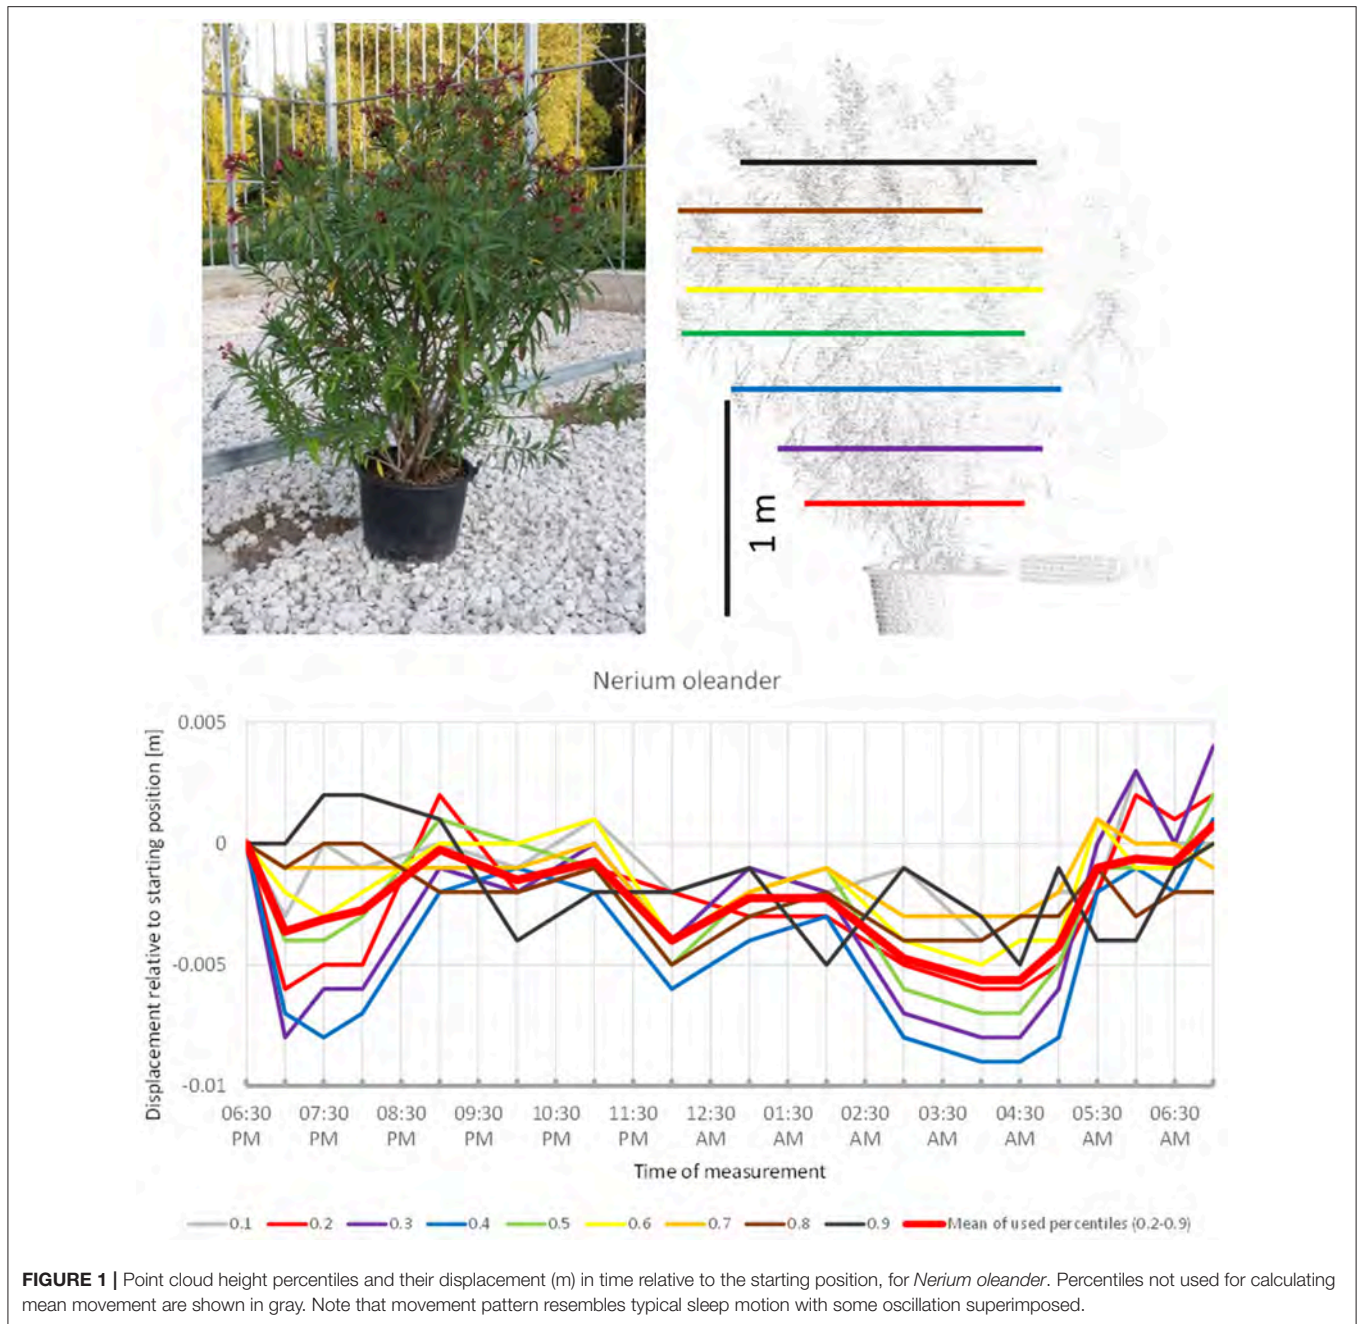 1 m
Nerium oleander
Displacement relative to starting position [m]
0.005
0
-0.005
-0.01
06:30 PM
07:30 PM
08:30 PM
09:30 PM
10:30 PM
11:30 PM
12:30 AM
01:30 AM
02:30 AM
03:30 AM
04:30 AM
05:30 AM
06:30 AM
Time of measurement
0.1 0.2 0.3 0.4 0.5 0.6 0.7 0.8 0.9 Mean of used percentiles (0.2-0.9)
FIGURE 1 | Point cloud height percentiles and their displacement (m) in time relative to the starting position, for Nerium oleander. Percentiles not used for calculating
mean movement are shown in gray. Note that movement pattern resembles typical sleep motion with some oscillation superimposed.